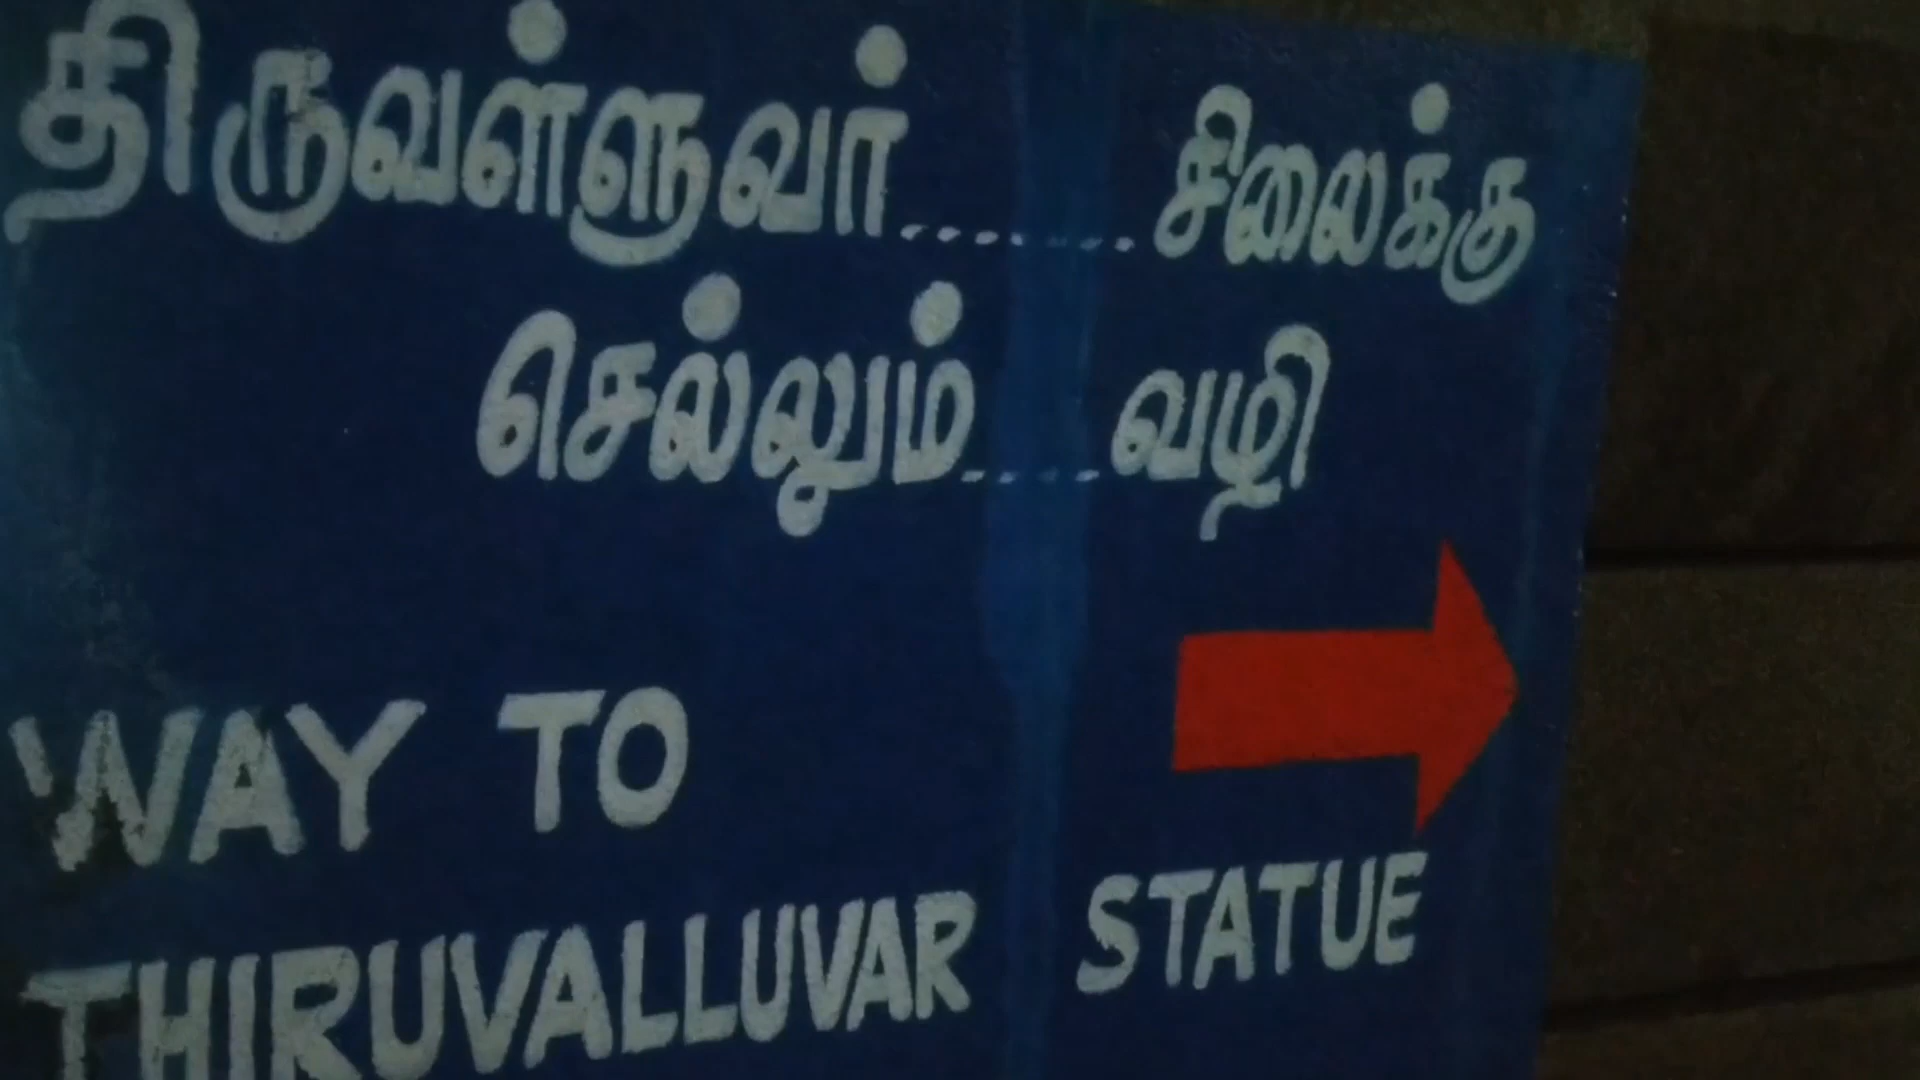 திருவள்ளுவர்.......சிலைக்கு
செல்லும்.....வழி
WAY TO
THIRUVALLUVAR STATUE